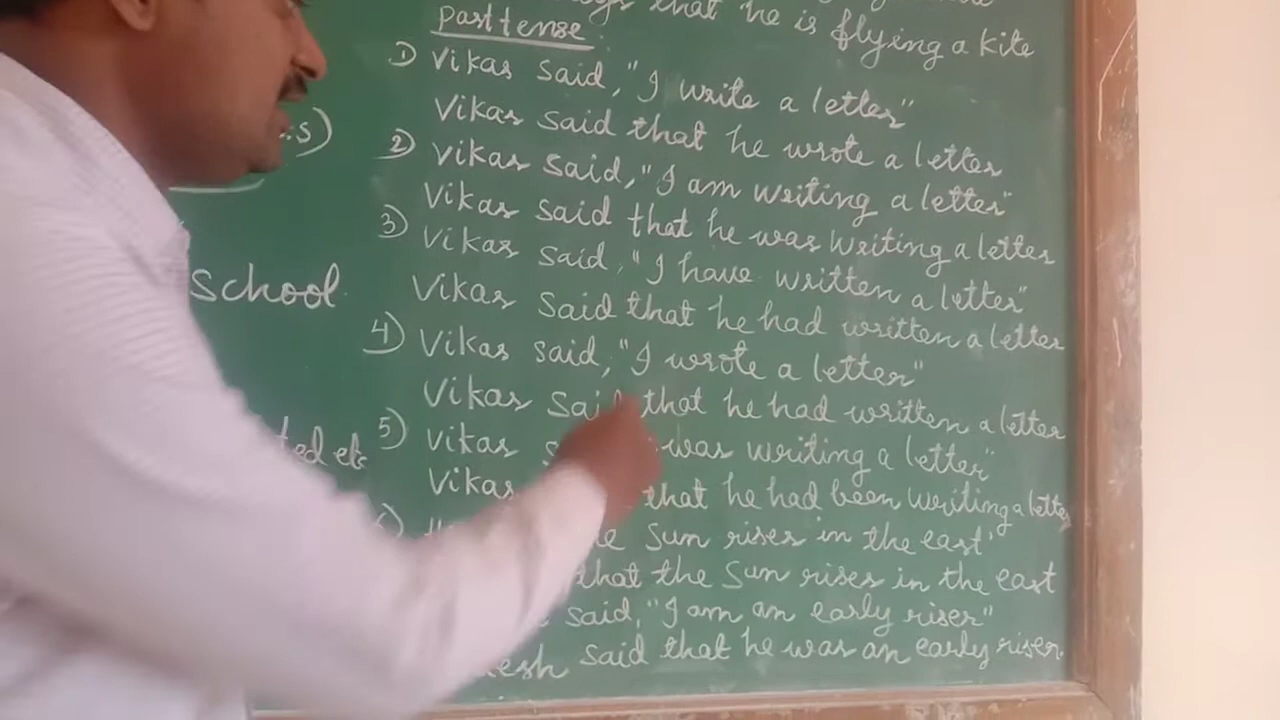 that he is flying a kite
Past tense
1) Vikas said, "I write a letter"
Vikas said that he wrote a letter
2) Vikas said, "I am writing a letter"
Vikas said that he was writing a letter
3) Vikas said, "I have written a letter"
Vikas said that he had written a letter
4) Vikas said, "I wrote a letter"
Vikas said that he had written a letter
5) Vikas was writing a letter"
Vikas that he had been writing a letter
Sun rises in the east"
that the Sun rises in the east
said, "I am an early riser"
said that he was an early riser
School